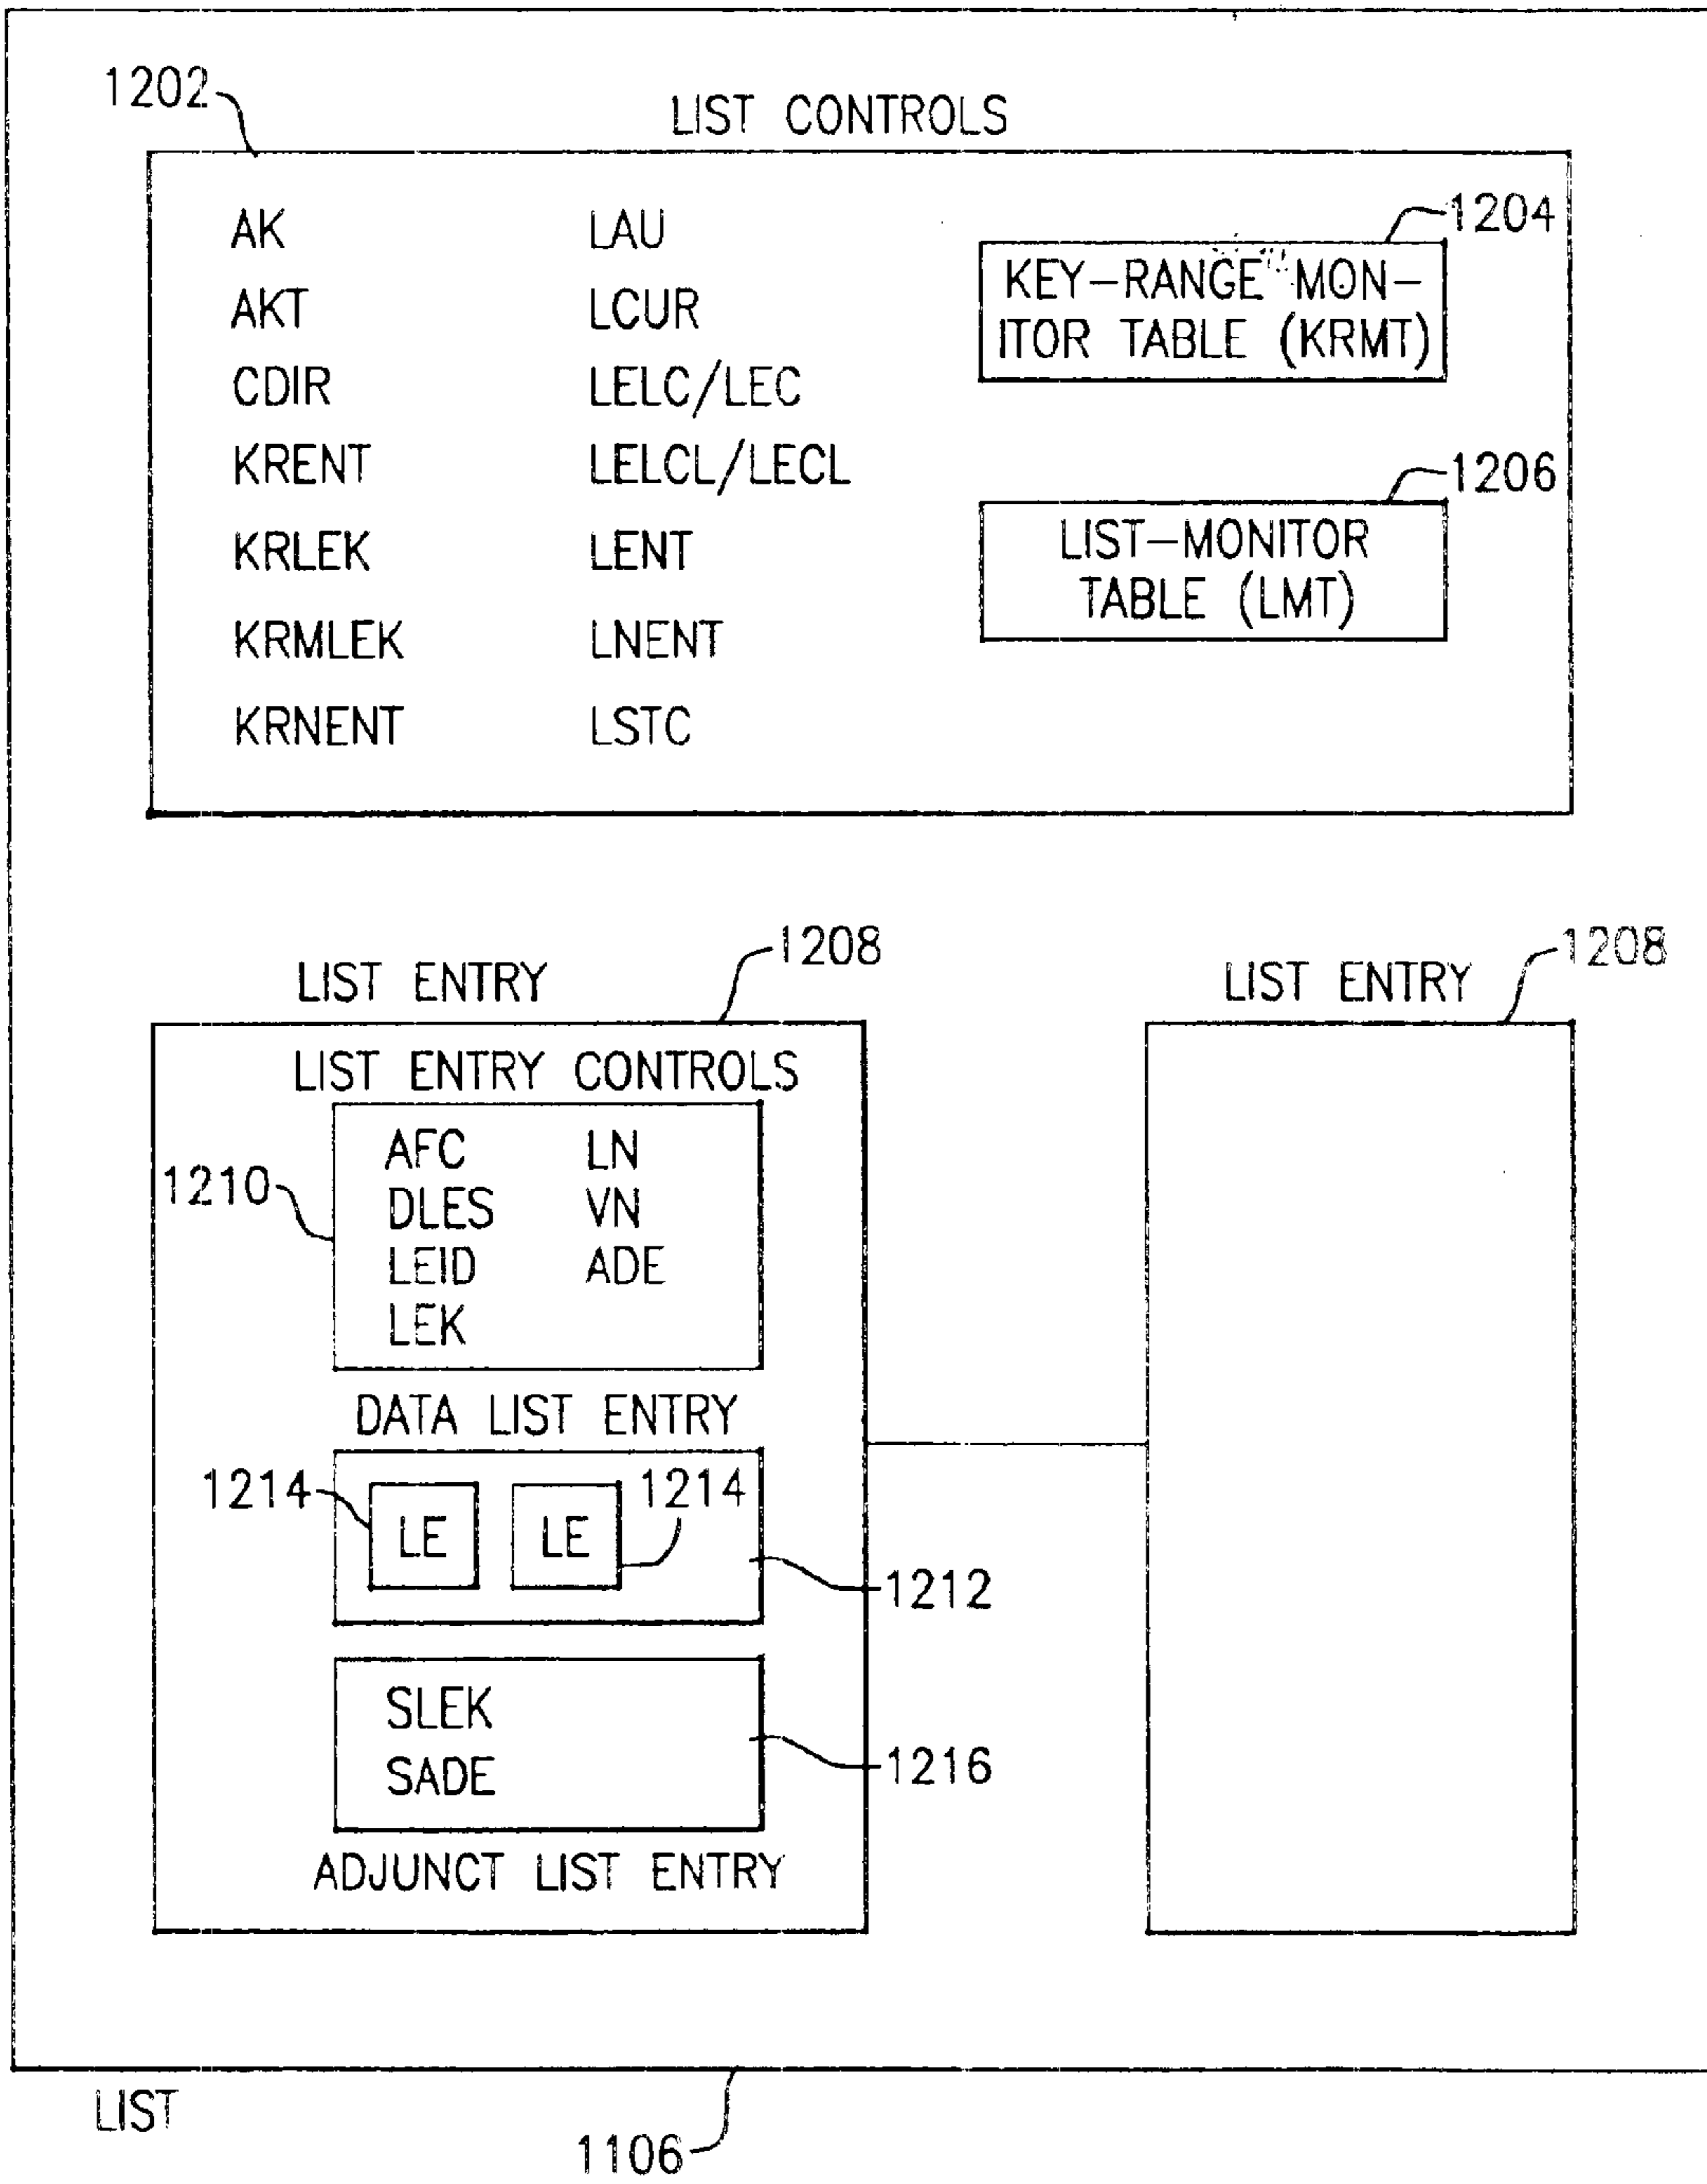 1202
LIST CONTROLS
AK LAU
AKT LCUR
CDIR LELC/LEC
KRENT LELCL/LECL
KRLEK LENT
KRMLEK LNENT
KRNENT LSTC
1204
KEY-RANGE MON-
ITOR TABLE (KRMT)
1206
LIST-MONITOR
TABLE (LMT)
1208
LIST ENTRY
LIST ENTRY CONTROLS
1210
AFC LN
DLES VN
LEID ADE
LEK
DATA LIST ENTRY
1214
LE LE
1214
1212
SLEK
SADE
1216
ADJUNCT LIST ENTRY
1208
LIST ENTRY
LIST
1106